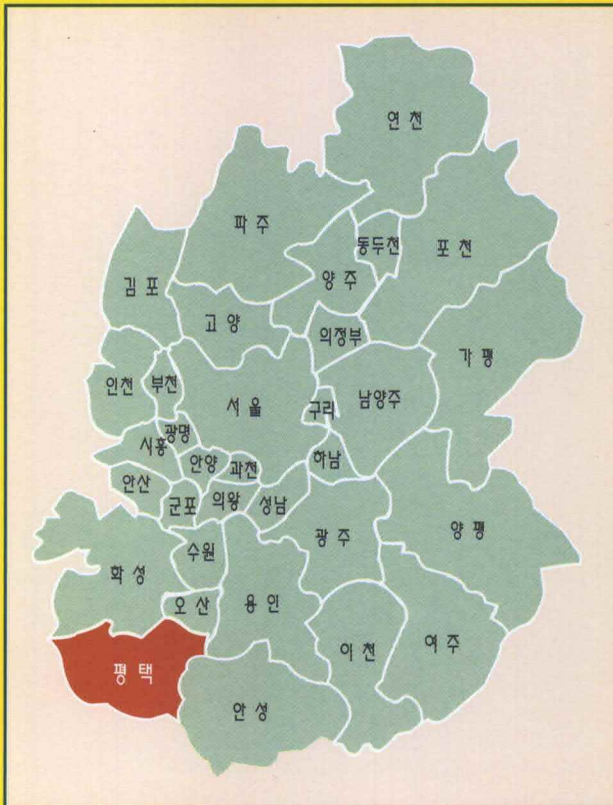 연천
파주
동두천
포천
양주
김포
고양
의정부
가평
인천
부천
서울
구리
남양주
광명
시흥
안양
과천
하남
안산
군포
의왕
성남
광주
양평
수원
화성
오산
용인
이천
여주
평택
안성